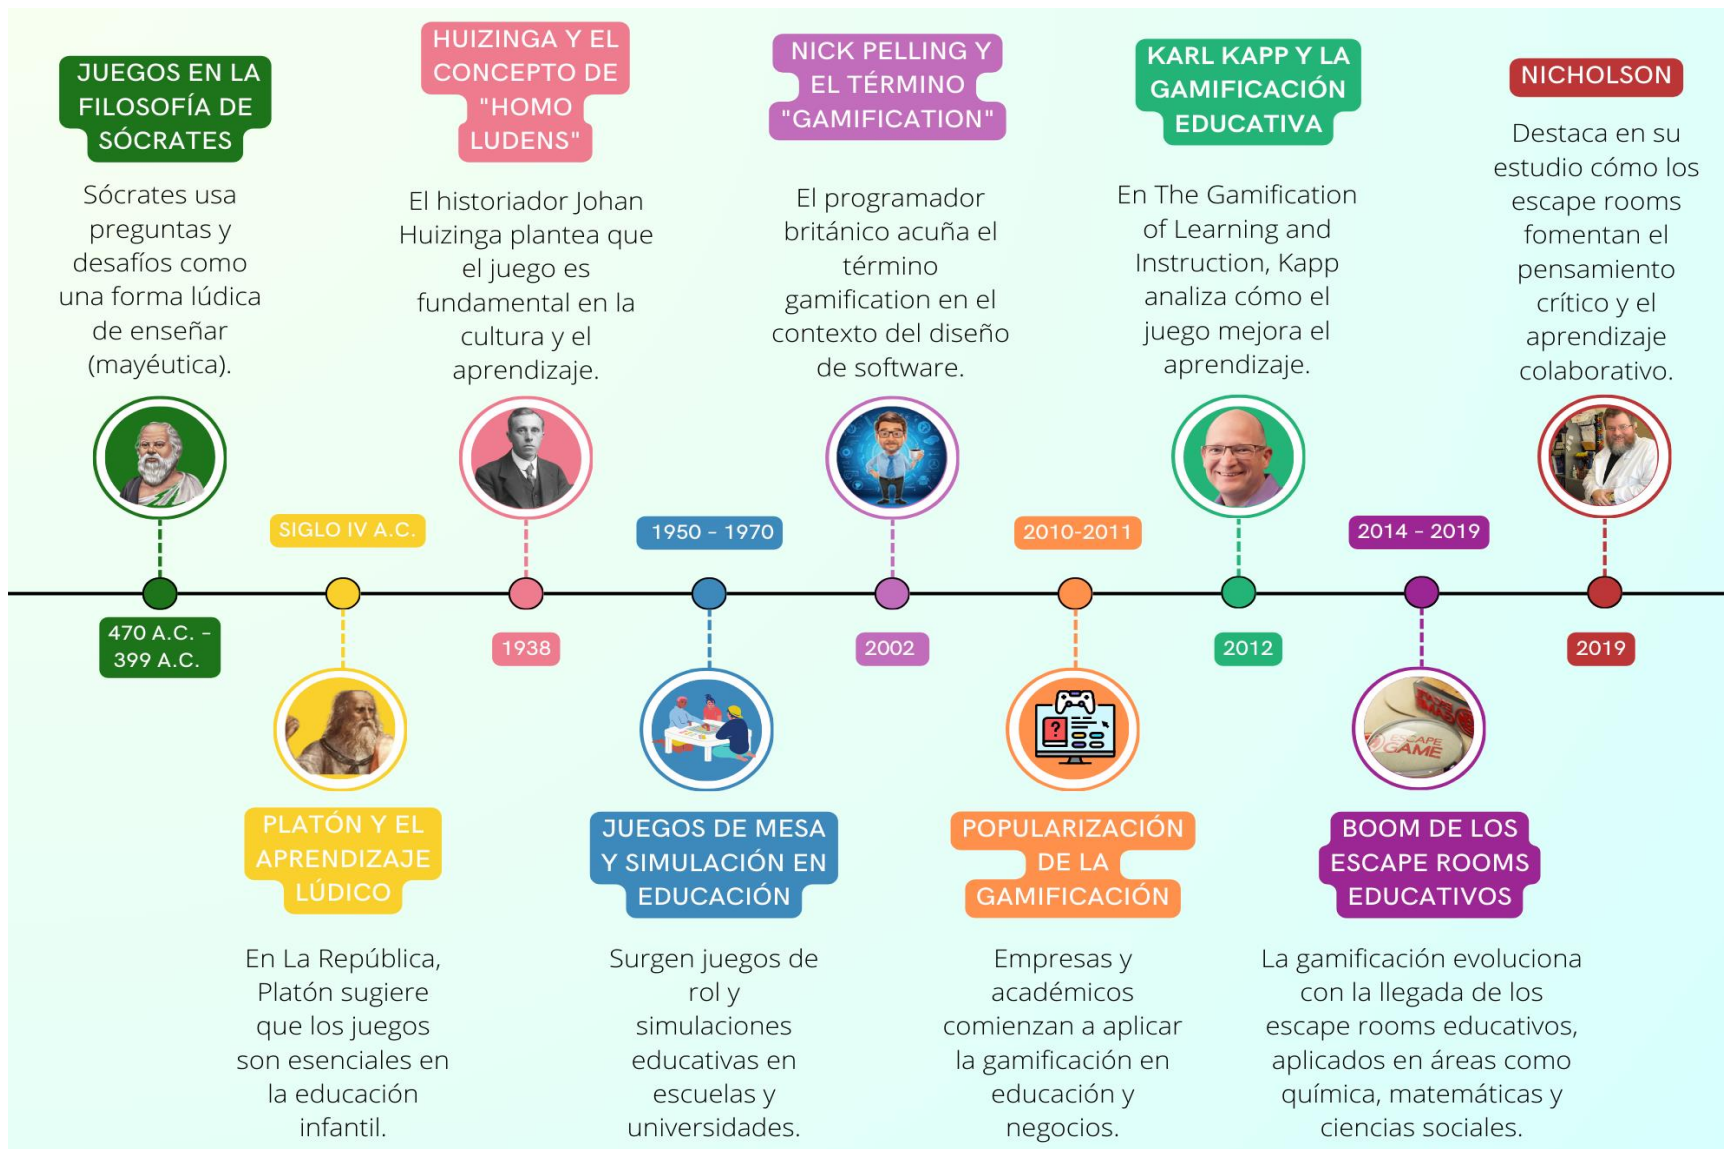 JUEGOS EN LA
FILOSOFÍA DE
SÓCRATES
Sócrates usa
preguntas y
desafíos como
una forma lúdica
de enseñar
(mayéutica).
470 A.C. –
399 A.C.
SIGLO IV A.C.
PLATÓN Y EL
APRENDIZAJE
LÚDICO
En La República,
Platón sugiere
que los juegos
son esenciales en
la educación
infantil.
HUIZINGA Y EL
CONCEPTO DE
"HOMO
LUDENS"
El historiador Johan
Huizinga plantea que
el juego es
fundamental en la
cultura y el
aprendizaje.
1938
1950 – 1970
JUEGOS DE MESA
Y SIMULACIÓN EN
EDUCACIÓN
Surgen juegos de
rol y
simulaciones
educativas en
escuelas y
universidades.
NICK PELLING Y
EL TÉRMINO
"GAMIFICATION"
El programador
británico acuña el
término
gamification en el
contexto del diseño
de software.
2002
2010-2011
POPULARIZACIÓN
DE LA
GAMIFICACIÓN
Empresas y
académicos
comienzan a aplicar
la gamificación en
educación y
negocios.
KARL KAPP Y LA
GAMIFICACIÓN
EDUCATIVA
En The Gamification
of Learning and
Instruction, Kapp
analiza cómo el
juego mejora el
aprendizaje.
2012
2014 – 2019
ESCAPE
GAME
BOOM DE LOS
ESCAPE ROOMS
EDUCATIVOS
La gamificación evoluciona
con la llegada de los
escape rooms educativos,
aplicados en áreas como
química, matemáticas y
ciencias sociales.
NICHOLSON
Destaca en su
estudio cómo los
escape rooms
fomentan el
pensamiento
crítico y el
aprendizaje
colaborativo.
2019